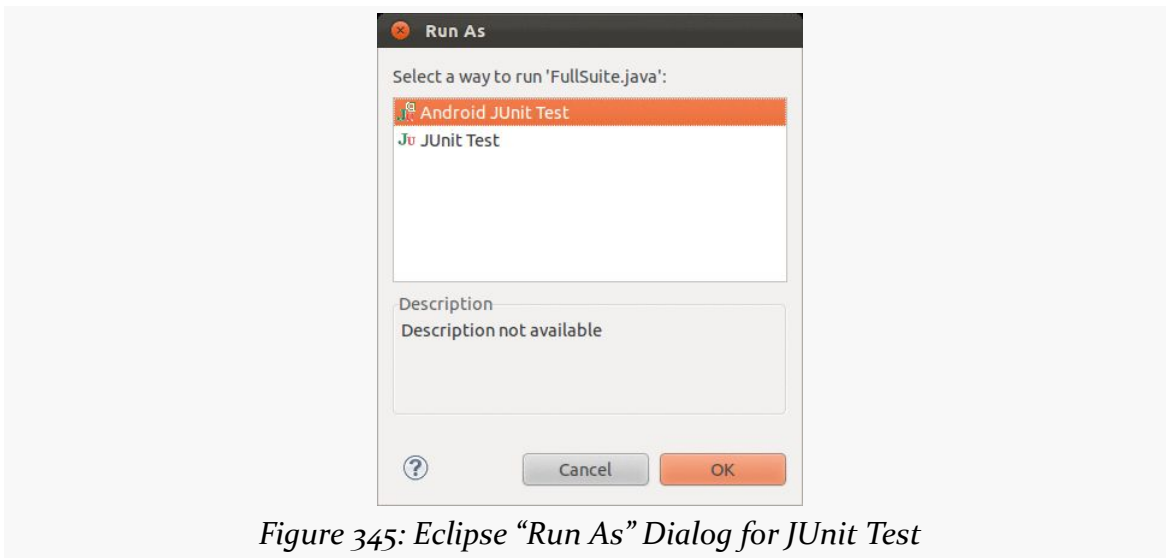 Run As
Select a way to run 'FullSuite.java':
Android JUnit Test
Ju JUnit Test
Description
Description not available
? Cancel OK
Figure 345: Eclipse “Run As” Dialog for JUnit Test